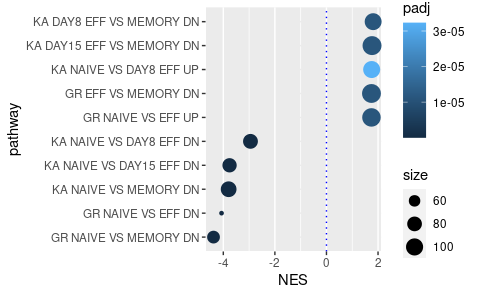 padj
KA DAY8 EFF VS MEMORY DN
KA DAY15 EFF VS MEMORY DN
KA NAIVE VS DAY8 EFF UP
GR EFF VS MEMORY DN
GR NAIVE VS EFF UP
KA NAIVE VS DAY8 EFF DN
KA NAIVE VS DAY15 EFF DN
KA NAIVE VS MEMORY DN
GR NAIVE VS EFF DN
GR NAIVE VS MEMORY DN
pathway
-4 -2 0 2
NES
3e-05
2e-05
1e-05
size
60
80
100